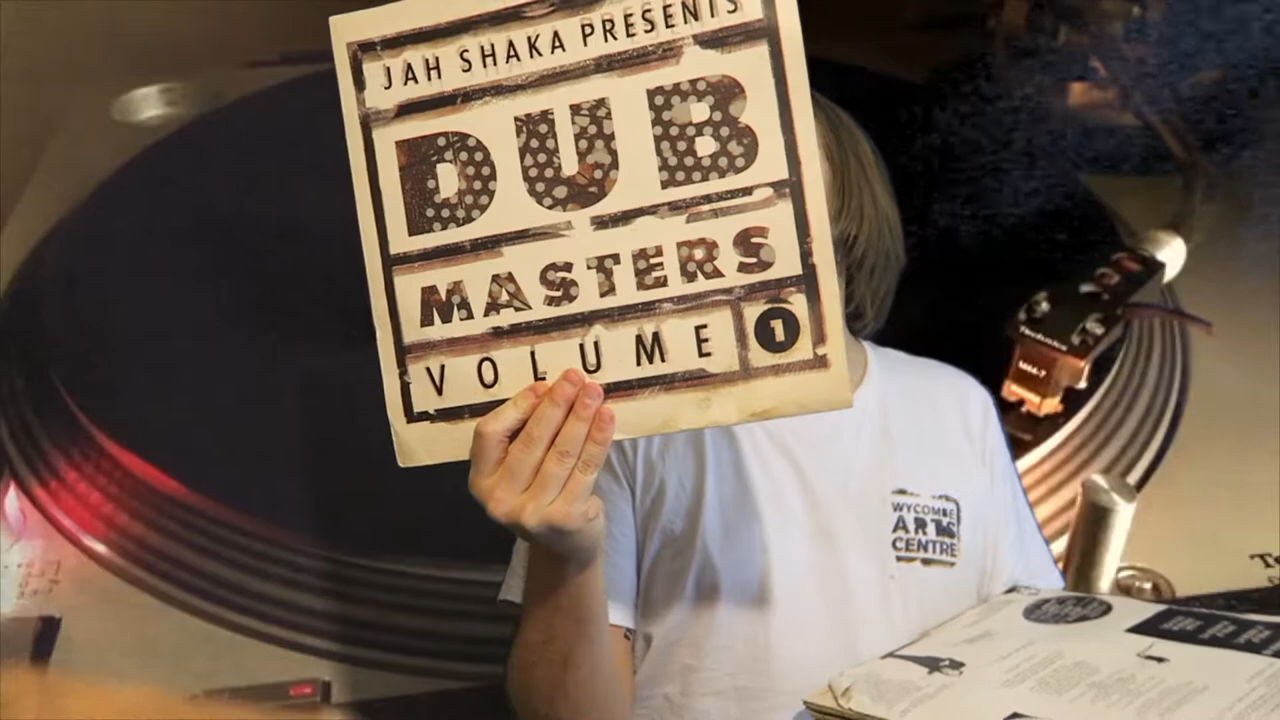 JAH SHAKA PRESENTS
DUB
MASTERS
VOLUME 1
Technics
WYCOMBE
ARTS
CENTRE